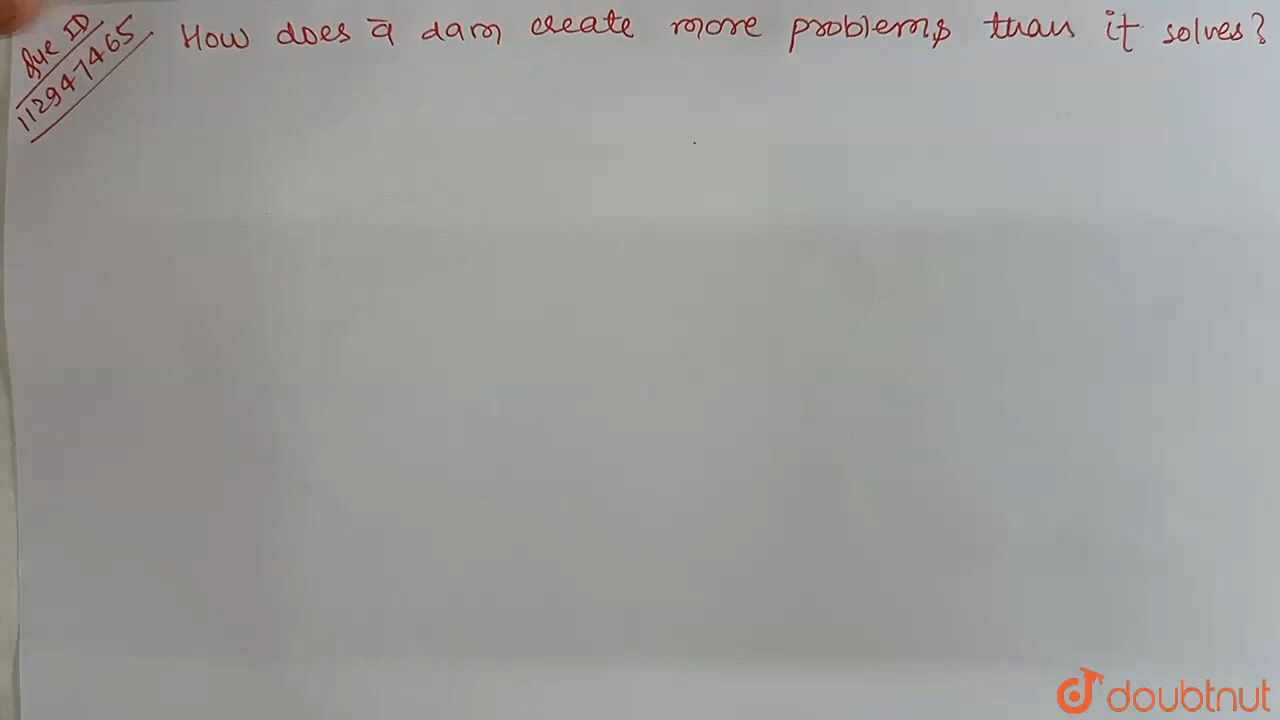 Que ID
112947465
How does a dam create more problems than it solves?
doubtnut